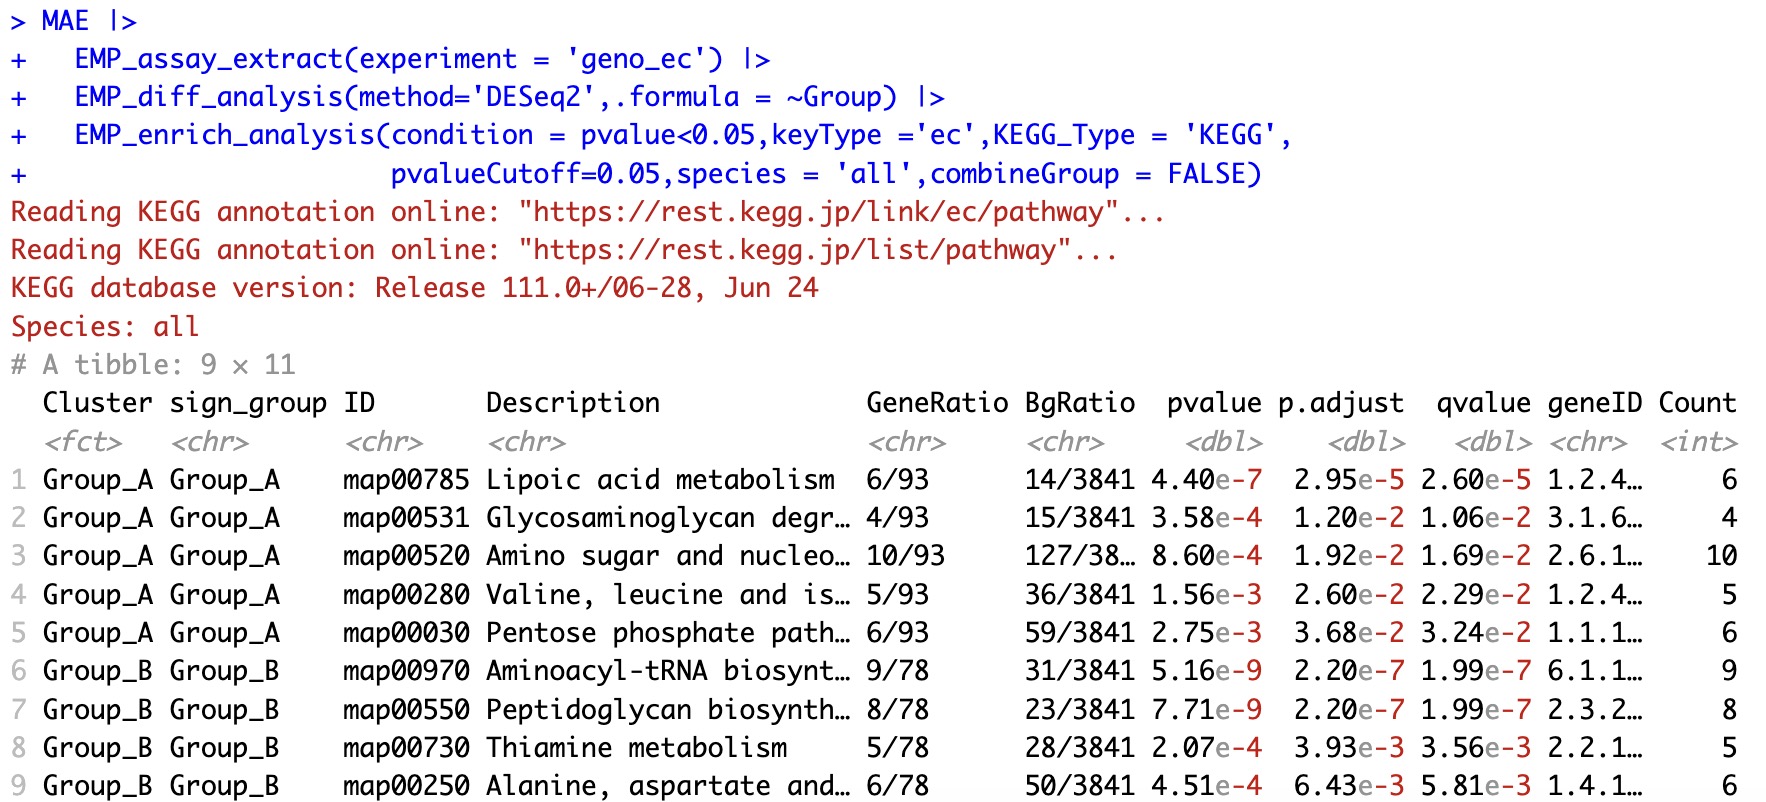 > MAE |>
+   EMP_assay_extract(experiment = 'geno_ec') |>
+   EMP_diff_analysis(method='DESeq2',.formula = ~Group) |>
+   EMP_enrich_analysis(condition = pvalue<0.05,keyType ='ec',KEGG_Type = 'KEGG',
+                       pvalueCutoff=0.05,species = 'all',combineGroup = FALSE)
Reading KEGG annotation online: "https://rest.kegg.jp/link/ec/pathway"...
Reading KEGG annotation online: "https://rest.kegg.jp/list/pathway"...
KEGG database version: Release 111.0+/06-28, Jun 24
Species: all
# A tibble: 9 × 11
  Cluster sign_group ID       Description             GeneRatio BgRatio  pvalue p.adjust  qvalue geneID Count
  <fct>   <chr>      <chr>    <chr>                   <chr>     <chr>     <dbl>    <dbl>   <dbl> <chr>  <int>
1 Group_A Group_A    map00785 Lipoic acid metabolism  6/93      14/3841 4.40e-7  2.95e-5 2.60e-5 1.2.4…     6
2 Group_A Group_A    map00531 Glycosaminoglycan degr… 4/93      15/3841 3.58e-4  1.20e-2 1.06e-2 3.1.6…     4
3 Group_A Group_A    map00520 Amino sugar and nucleo… 10/93     127/38… 8.60e-4  1.92e-2 1.69e-2 2.6.1…    10
4 Group_A Group_A    map00280 Valine, leucine and is… 5/93      36/3841 1.56e-3  2.60e-2 2.29e-2 1.2.4…     5
5 Group_A Group_A    map00030 Pentose phosphate path… 6/93      59/3841 2.75e-3  3.68e-2 3.24e-2 1.1.1…     6
6 Group_B Group_B    map00970 Aminoacyl-tRNA biosynt… 9/78      31/3841 5.16e-9  2.20e-7 1.99e-7 6.1.1…     9
7 Group_B Group_B    map00550 Peptidoglycan biosynth… 8/78      23/3841 7.71e-9  2.20e-7 1.99e-7 2.3.2…     8
8 Group_B Group_B    map00730 Thiamine metabolism     5/78      28/3841 2.07e-4  3.93e-3 3.56e-3 2.2.1…     5
9 Group_B Group_B    map00250 Alanine, aspartate and… 6/78      50/3841 4.51e-4  6.43e-3 5.81e-3 1.4.1…     6